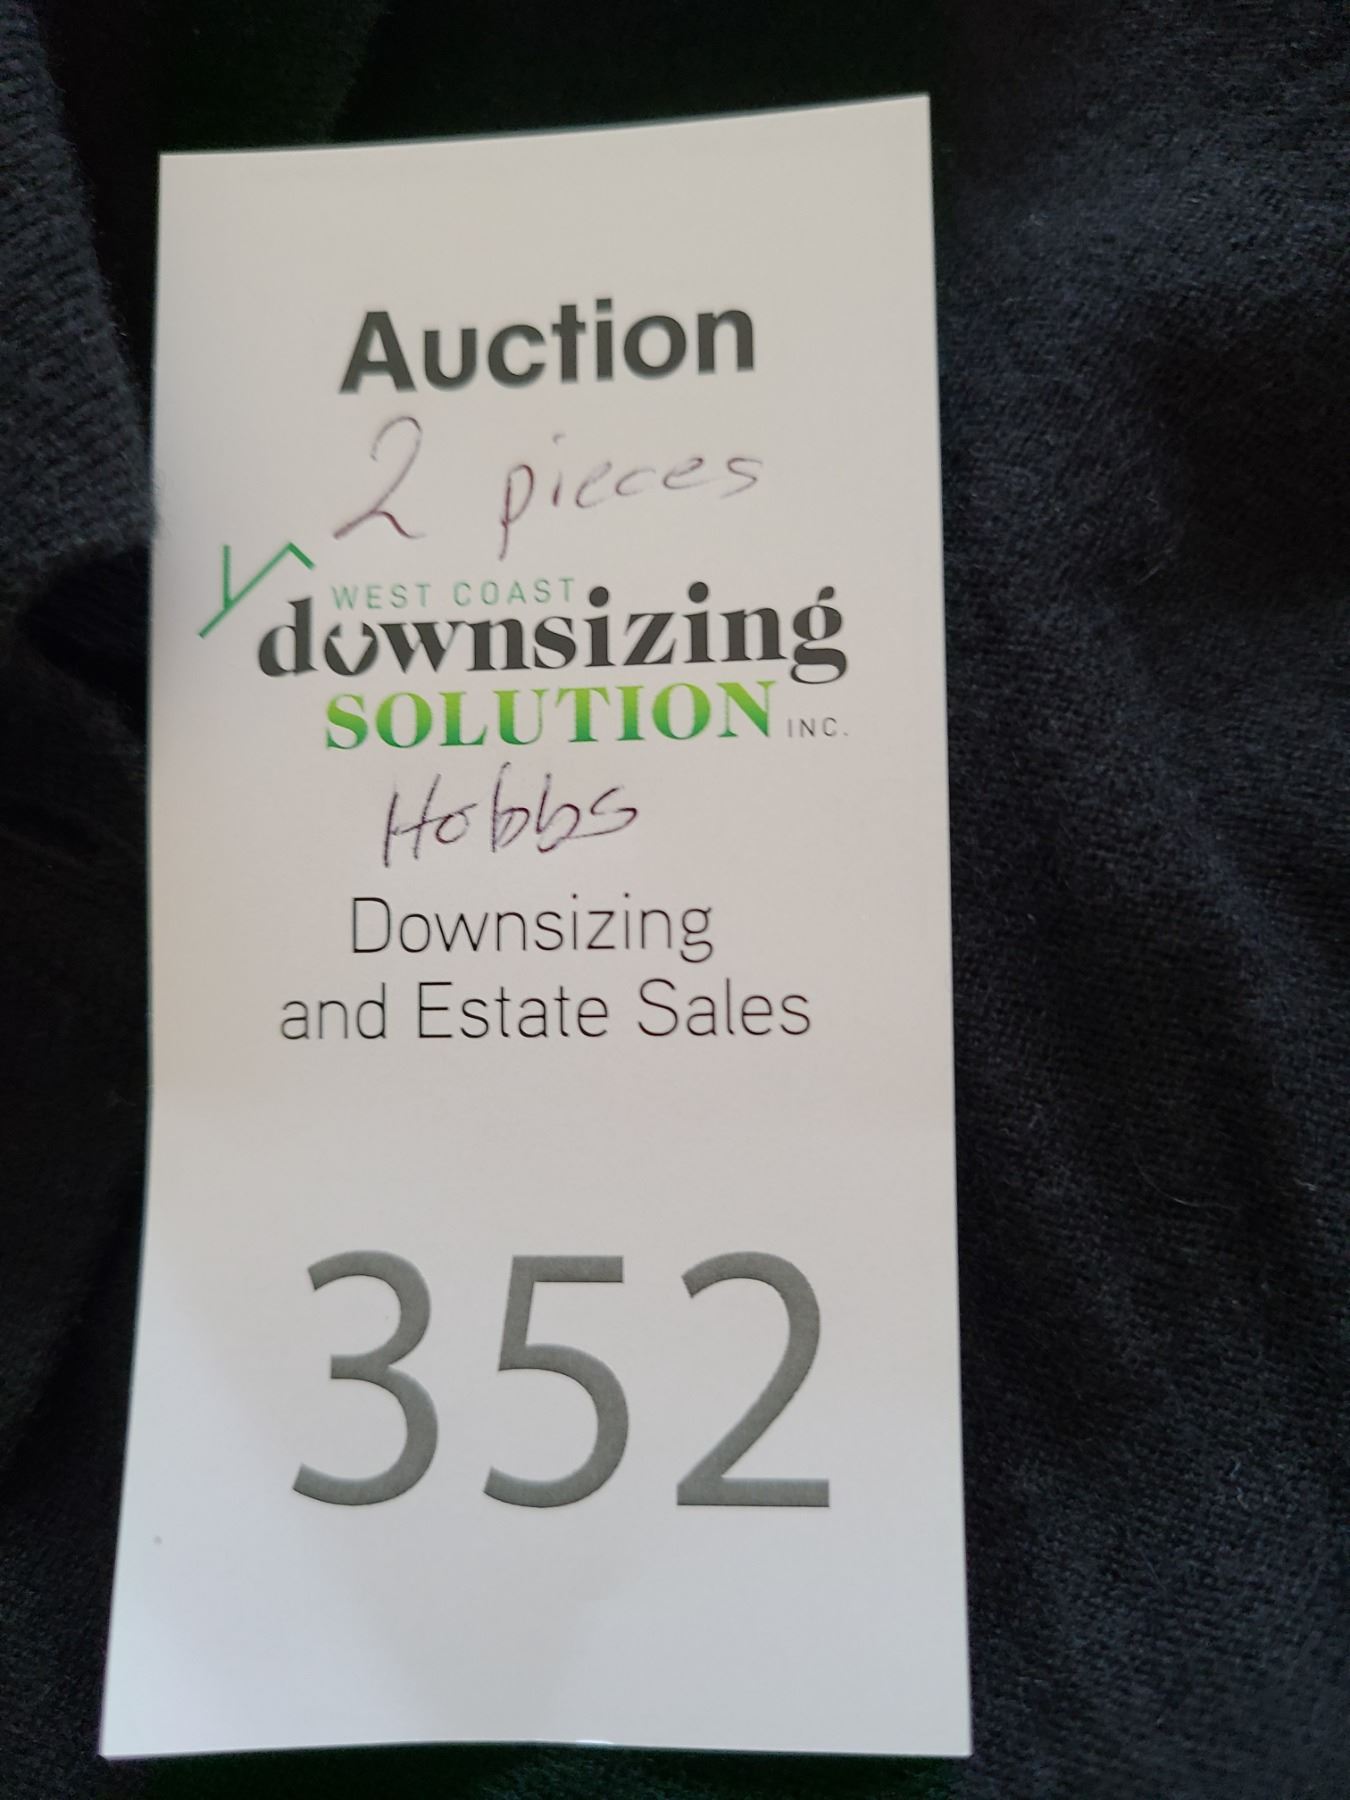 Auction
2 pieces
WEST COAST
downsizing
SOLUTION INC.
Hobbs
Downsizing
and Estate Sales
352